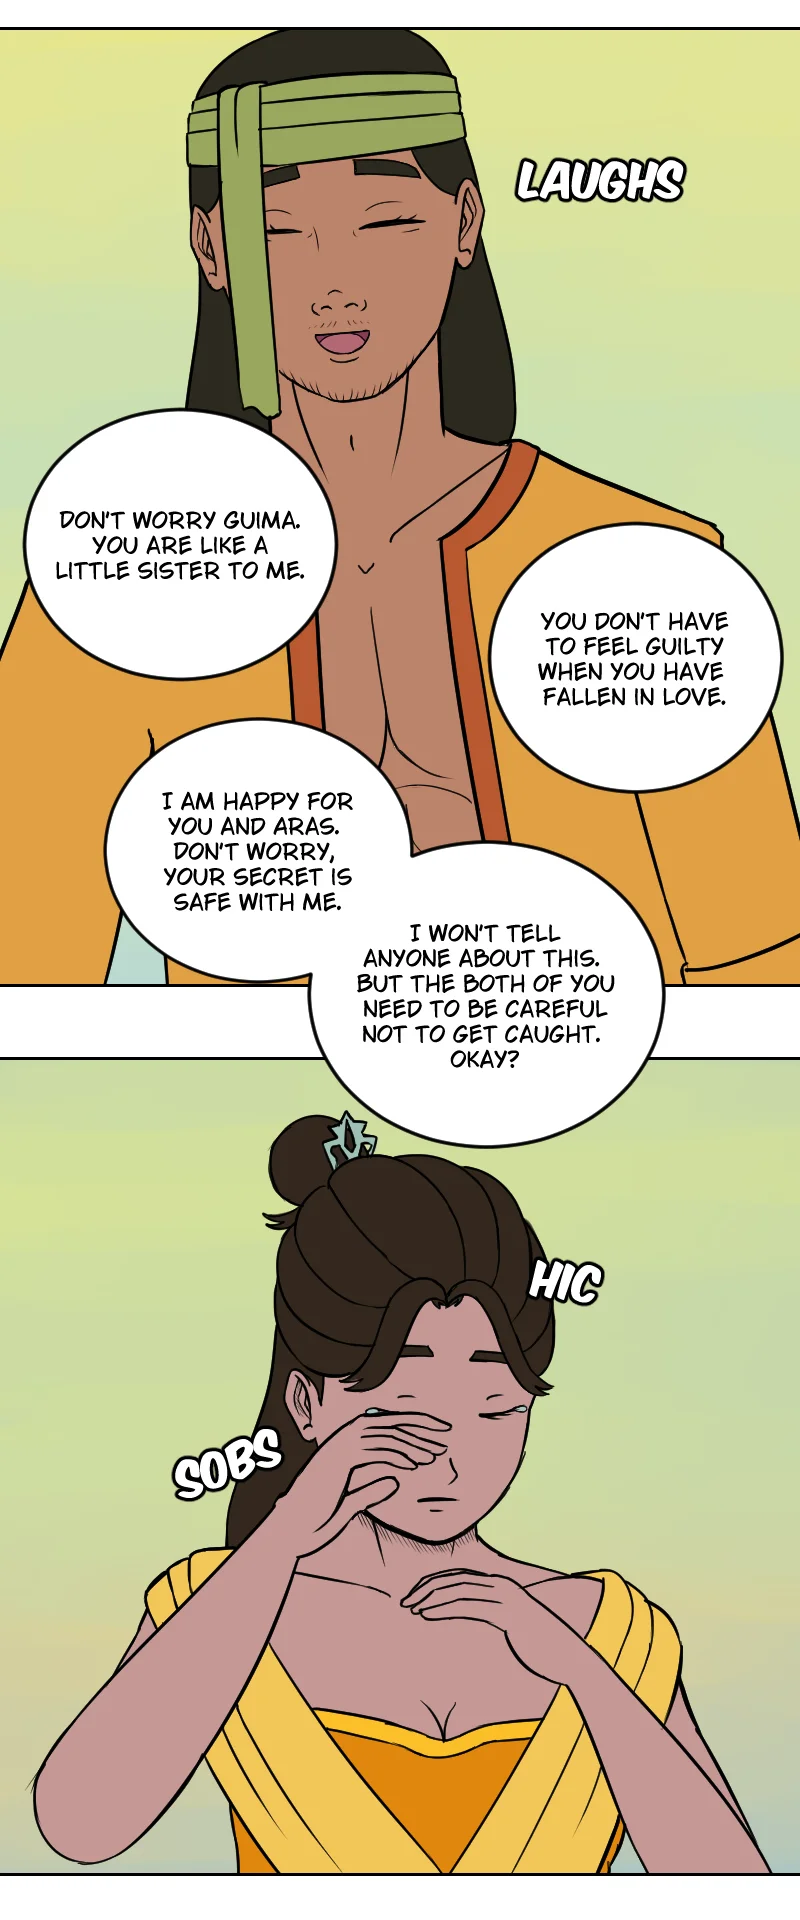 LAUGHS
DON'T WORRY GUIMA.
YOU ARE LIKE A
LITTLE SISTER TO ME.
YOU DON'T HAVE
TO FEEL GUILTY
WHEN YOU HAVE
FALLEN IN LOVE.
I AM HAPPY FOR
YOU AND ARAS.
DON'T WORRY,
YOUR SECRET IS
SAFE WITH ME.
I WON'T TELL
ANYONE ABOUT THIS.
BUT THE BOTH OF YOU
NEED TO BE CAREFUL
NOT TO GET CAUGHT.
OKAY?
HIC
SOBS